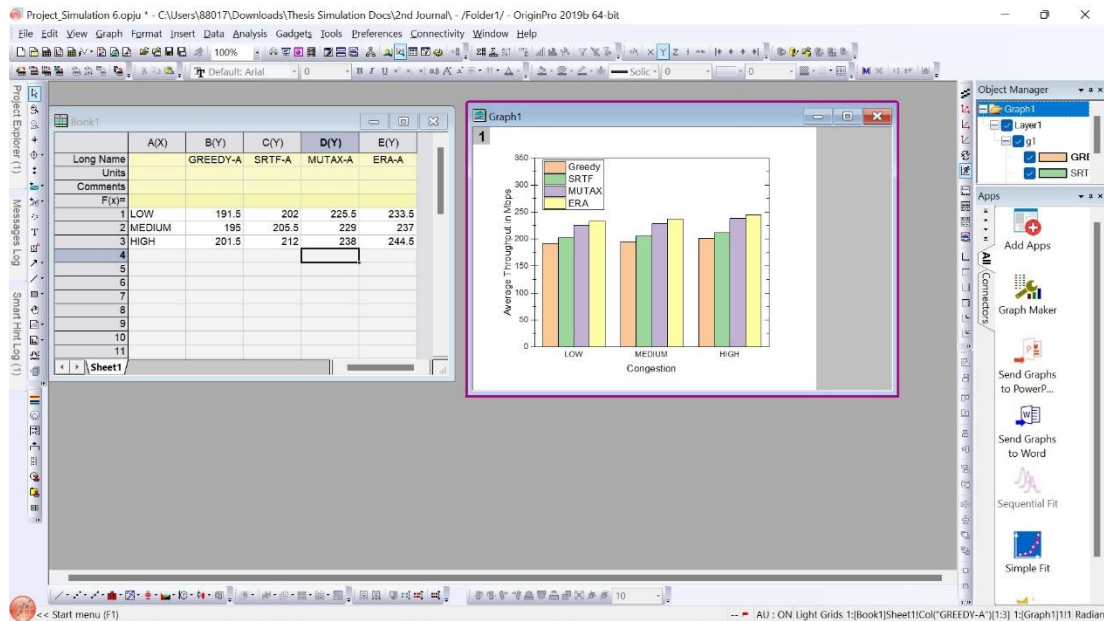 Project_Simulation 6.opju * - C:\Users\88017\Downloads\Thesis Simulation Docs\2nd Journal\ - /Folder1/ - OriginPro 2019b 64-bit
File Edit View Graph Format Insert Data Analysis Gadgets Tools Preferences Connectivity Window Help
100%
Default: Arial 0 B I U Solic 0 0
Project Explorer (1)
Messages Log
Smart Hint Log (1)
Book1
A(X) B(Y) C(Y) D(Y) E(Y)
Long Name GREEDY-A SRTF-A MUTAX-A ERA-A
Units
Comments
F(x)=
1 LOW 191.5 202 225.5 233.5
2 MEDIUM 195 205.5 229 237
3 HIGH 201.5 212 238 244.5
4
5
6
7
8
9
10
11
Sheet1
Graph1
1
350
300
250
200
150
100
50
0
Average Throughput in Mbps
Greedy
SRTF
MUTAX
ERA
LOW MEDIUM HIGH
Congestion
Object Manager
Graph1
Layer1
g1
GRE
SRT
Apps
All
Connectors
Add Apps
Graph Maker
Send Graphs
to PowerP...
Send Graphs
to Word
Sequential Fit
Simple Fit
10
<< Start menu (F1)
-- AU : ON Light Grids 1:[Book1]Sheet1!Col("GREEDY-A")[1:3] 1:[Graph1]1!1 Radian